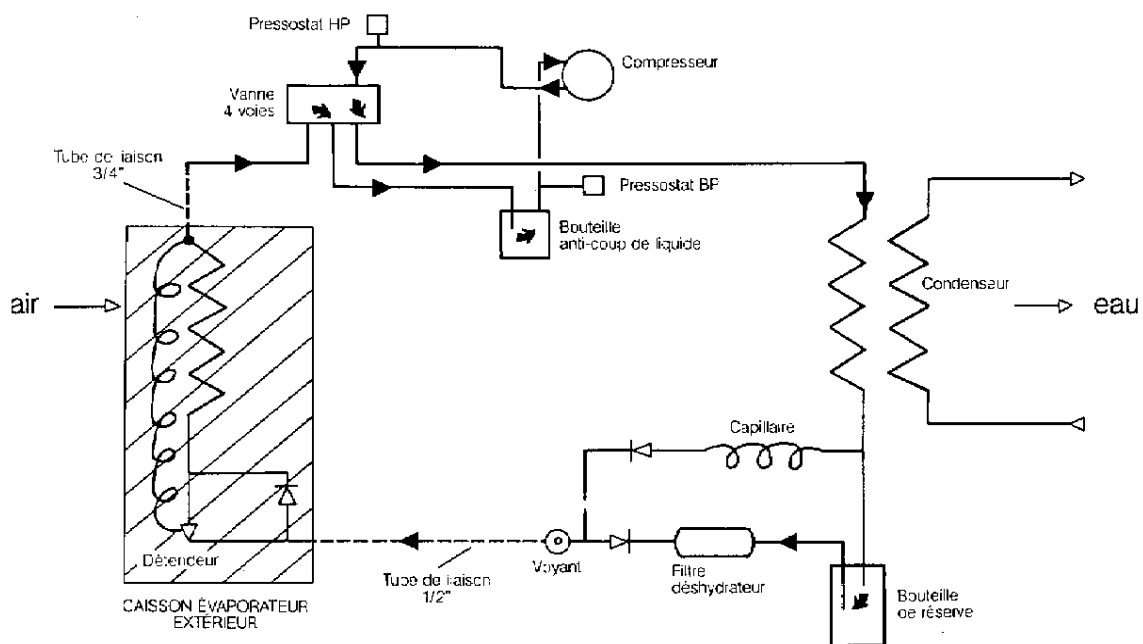 Pressostat HP
Compresseur
Vanne
4 voies
Tube de liaison
3/4"
Pressostat BP
Bouteille
anti-coup de liquide
air
Condenseur
eau
Capillaire
Détendeur
Voyant
Filtre
déshydrateur
Tube de liaison
1/2"
Bouteille
de réserve
CAISSON ÉVAPORATEUR
EXTÉRIEUR